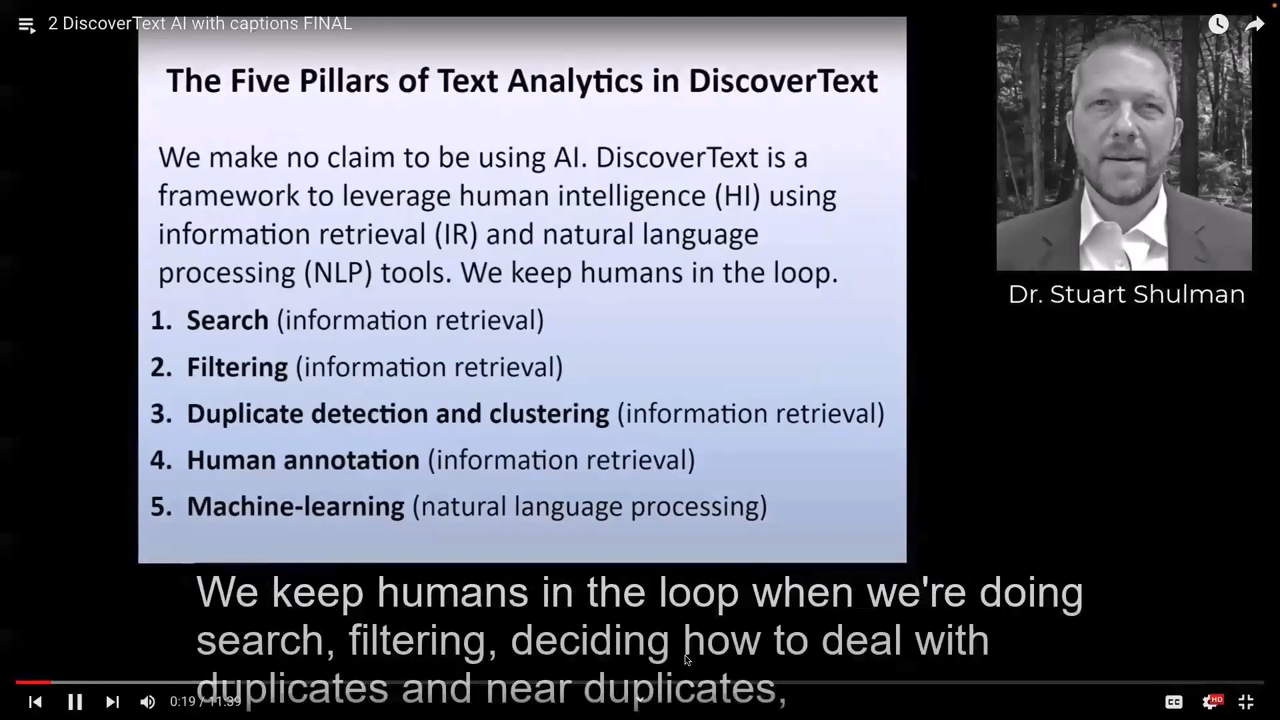 2 DiscoverText AI with captions FINAL
The Five Pillars of Text Analytics in DiscoverText
We make no claim to be using AI. DiscoverText is a
framework to leverage human intelligence (HI) using
information retrieval (IR) and natural language
processing (NLP) tools. We keep humans in the loop.
1. Search (information retrieval)
2. Filtering (information retrieval)
3. Duplicate detection and clustering (information retrieval)
4. Human annotation (information retrieval)
5. Machine-learning (natural language processing)
Dr. Stuart Shulman
We keep humans in the loop when we're doing
search, filtering, deciding how to deal with
duplicates and near duplicates,
0:19 / 11:39
CC
HD